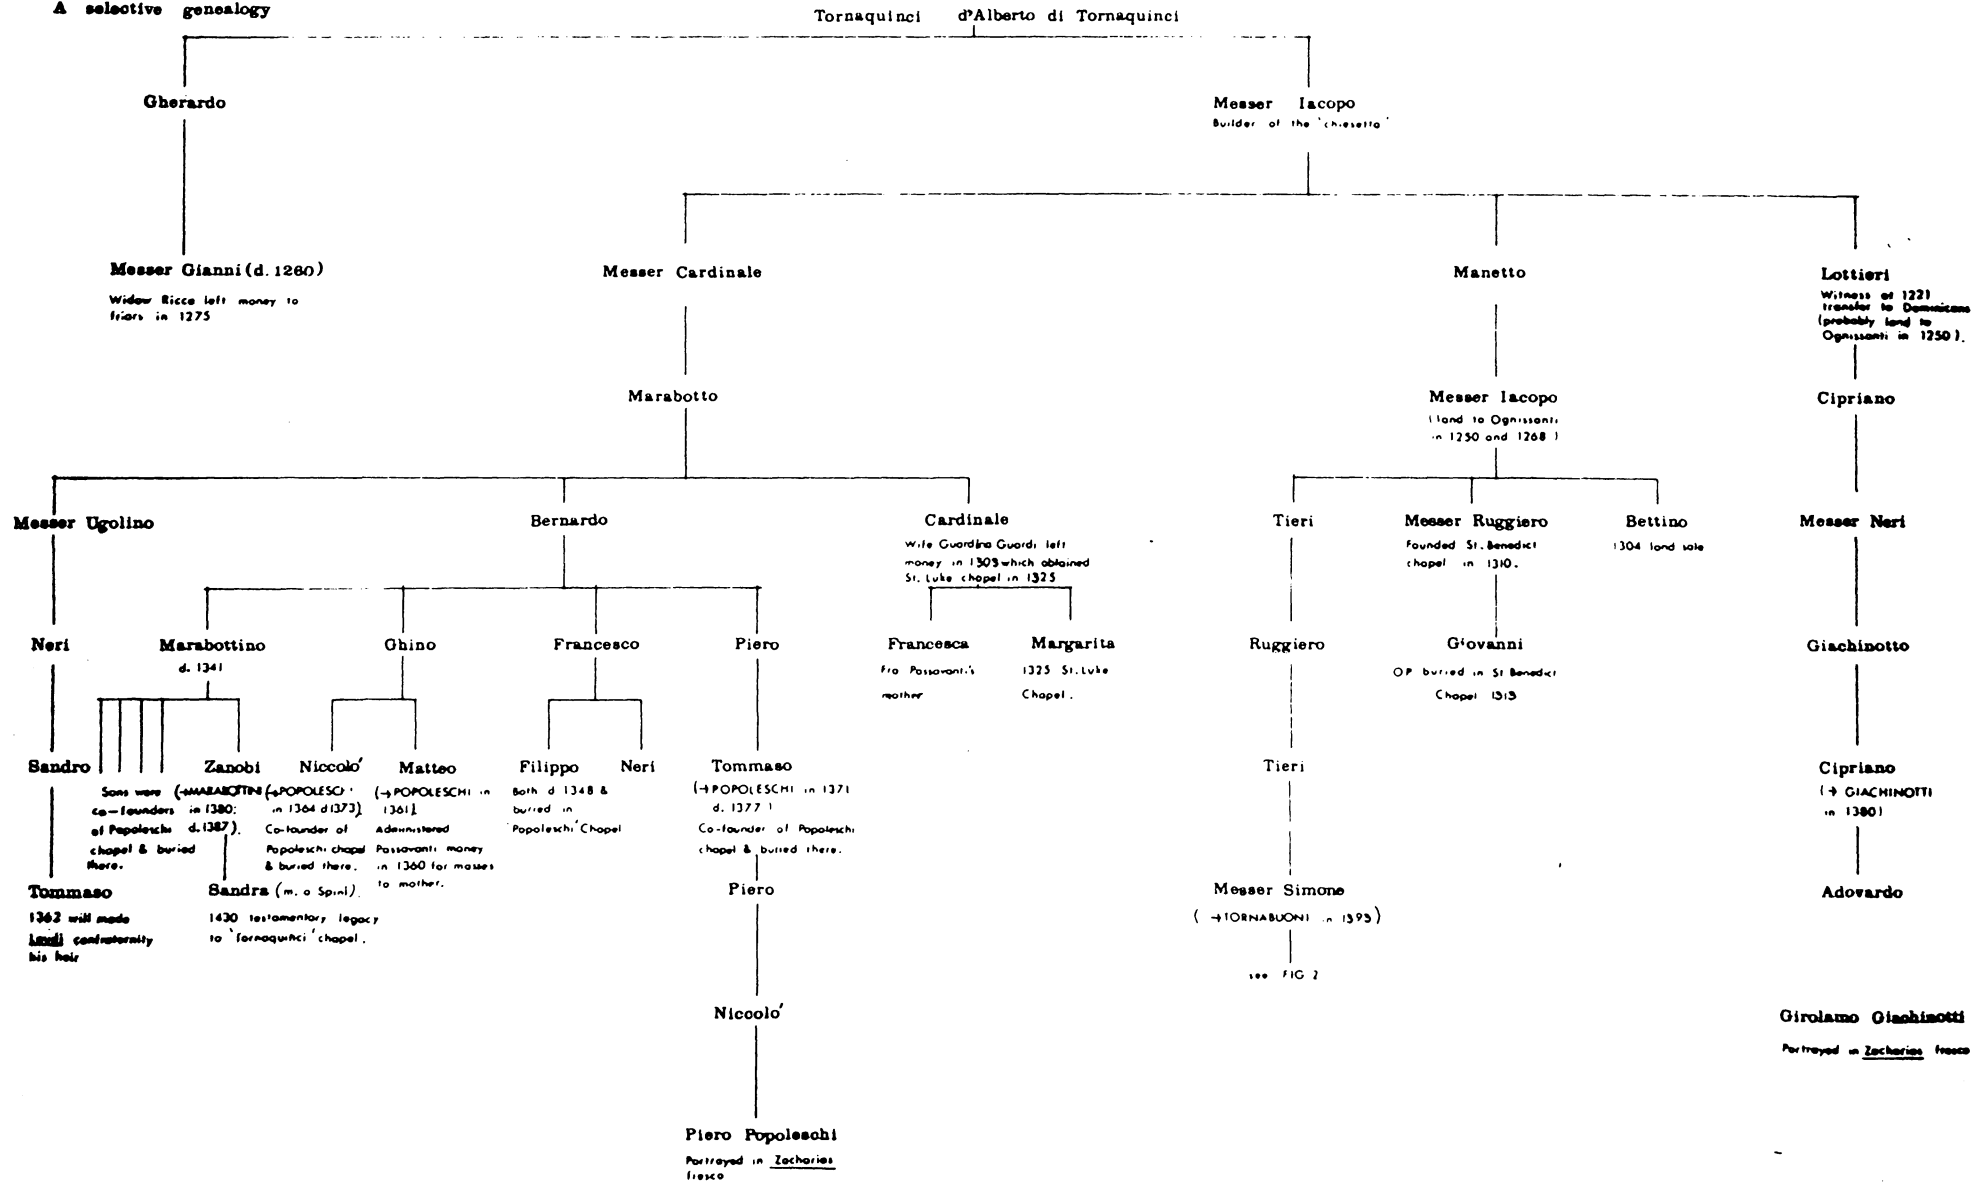 A selective genealogy
Tornaquinci d'Alberto di Tornaquinci
Gherardo
Messer Iacopo
Builder of the 'chiesetta'
Messer Gianni (d. 1260)
Widow Ricca left money to
friars in 1275
Messer Cardinale
Manetto
Lottieri
Witness at 1221
transfer to Dominicans
(probably land to
Ognissanti in 1250).
Marabotto
Messer Iacopo
(land to Ognissanti
in 1250 and 1268)
Cipriano
Messer Ugolino
Bernardo
Cardinale
Wife Guardina Guardi left
money in 1303 which obtained
St. Luke chapel in 1325
Tieri
Messer Ruggiero
Founded St. Benedict
chapel in 1310.
Bettino
1304 land sale
Messer Neri
Neri
Marabottino
d. 1341
Ghino
Francesco
Piero
Francesca
Fra Passavanti's
mother
Margarita
1325 St. Luke
Chapel.
Ruggiero
Giovanni
OP buried in St Benedict
Chapel 1313
Giachinotto
Sandro
Sons were
co-founders
of Popoleschi
chapel & buried
there.
Zanobi
(→MARABOTTINI
in 1380;
d. 1387).
Niccolo'
(→POPOLESCHI
in 1364 d 1373)
Co-founder of
Popoleschi chapel
& buried there.
Matteo
(→POPOLESCHI in
1361)
Administered
Passavanti money
in 1360 for masses
to mother.
Filippo Neri
Both d 1348 &
buried in
'Popoleschi' Chapel
Tommaso
(→POPOLESCHI in 1371
d. 1377)
Co-founder of Popoleschi
chapel & buried there.
Tieri
Cipriano
(→ GIACHINOTTI
in 1380)
Tommaso
1362 will made
Laudi confraternity
his heir
Sandra (m. a Spini).
1430 testamentary legacy
to 'Tornaquinci' chapel.
Piero
Messer Simone
(→TORNABUONI in 1393)
see FIG 2
Adovardo
Niccolo'
Girolamo Giachinotti
Portrayed in Zacharias fresco
Piero Popoleschi
Portrayed in Zacharias
fresco